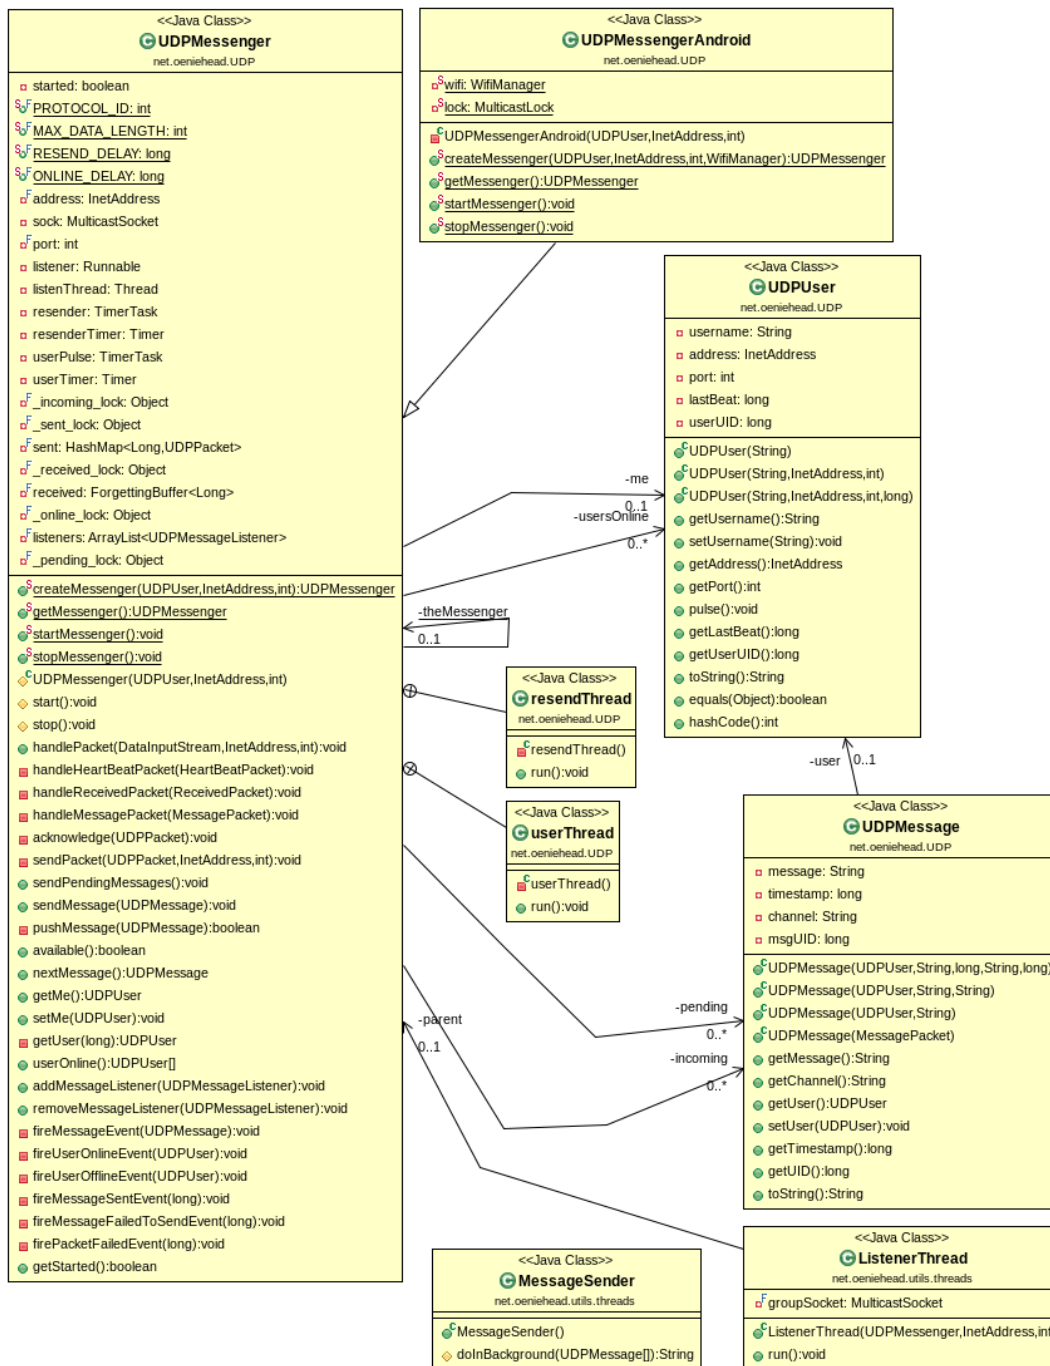 <<Java Class>>
UDPMessenger
net.oeniehead.UDP
started: boolean
PROTOCOL_ID: int
MAX_DATA_LENGTH: int
RESEND_DELAY: long
ONLINE_DELAY: long
address: InetAddress
sock: MulticastSocket
port: int
listener: Runnable
listenThread: Thread
resender: TimerTask
resenderTimer: Timer
userPulse: TimerTask
userTimer: Timer
_incoming_lock: Object
_sent_lock: Object
sent: HashMap<Long,UDPPacket>
_received_lock: Object
received: ForgettingBuffer<Long>
_online_lock: Object
listeners: ArrayList<UDPMessageListener>
_pending_lock: Object
createMessenger(UDPUser,InetAddress,int):UDPMessenger
getMessenger():UDPMessenger
startMessenger():void
stopMessenger():void
UDPMessenger(UDPUser,InetAddress,int)
start():void
stop():void
handlePacket(DataInputStream,InetAddress,int):void
handleHeartBeatPacket(HeartBeatPacket):void
handleReceivedPacket(ReceivedPacket):void
handleMessagePacket(MessagePacket):void
acknowledge(UDPPacket):void
sendPacket(UDPPacket,InetAddress,int):void
sendPendingMessages():void
sendMessage(UDPMessage):void
pushMessage(UDPMessage):boolean
available():boolean
nextMessage():UDPMessage
getMe():UDPUser
setMe(UDPUser):void
getUser(long):UDPUser
userOnline():UDPUser[]
addMessageListener(UDPMessageListener):void
removeMessageListener(UDPMessageListener):void
fireMessageEvent(UDPMessage):void
fireUserOnlineEvent(UDPUser):void
fireUserOfflineEvent(UDPUser):void
fireMessageSentEvent(long):void
fireMessageFailedToSendEvent(long):void
firePacketFailedEvent(long):void
getStarted():boolean
<<Java Class>>
UDPMessengerAndroid
net.oeniehead.UDP
wifi: WifiManager
lock: MulticastLock
UDPMessengerAndroid(UDPUser,InetAddress,int)
createMessenger(UDPUser,InetAddress,int,WifiManager):UDPMessenger
getMessenger():UDPMessenger
startMessenger():void
stopMessenger():void
<<Java Class>>
UDPUser
net.oeniehead.UDP
username: String
address: InetAddress
port: int
lastBeat: long
userUID: long
UDPUser(String)
UDPUser(String,InetAddress,int)
UDPUser(String,InetAddress,int,long)
getUsername():String
setUsername(String):void
getAddress():InetAddress
getPort():int
pulse():void
getLastBeat():long
getUserUID():long
toString():String
equals(Object):boolean
hashCode():int
-me
0..1
-usersOnline
0..*
-theMessenger
0..1
<<Java Class>>
resendThread
net.oeniehead.UDP
resendThread()
run():void
<<Java Class>>
userThread
net.oeniehead.UDP
userThread()
run():void
-user
0..1
<<Java Class>>
UDPMessage
net.oeniehead.UDP
message: String
timestamp: long
channel: String
msgUID: long
UDPMessage(UDPUser,String,long,String,long)
UDPMessage(UDPUser,String,String)
UDPMessage(UDPUser,String)
UDPMessage(MessagePacket)
getMessage():String
getChannel():String
getUser():UDPUser
setUser(UDPUser):void
getTimestamp():long
getUID():long
toString():String
-pending
0..*
-parent
0..1
-incoming
0..*
<<Java Class>>
MessageSender
net.oeniehead.utils.threads
MessageSender()
doInBackground(UDPMessage[]):String
<<Java Class>>
ListenerThread
net.oeniehead.utils.threads
groupSocket: MulticastSocket
ListenerThread(UDPMessenger,InetAddress,int
run():void